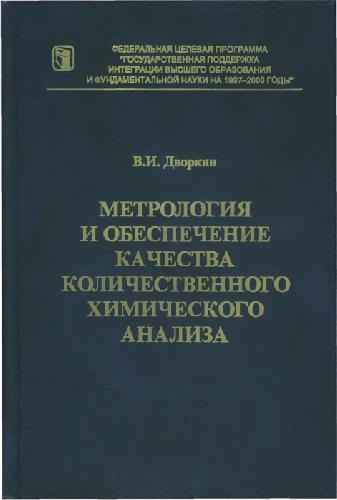 ФЕДЕРАЛЬНАЯ ЦЕЛЕВАЯ ПРОГРАММА
"ГОСУДАРСТВЕННАЯ ПОДДЕРЖКА
ИНТЕГРАЦИИ ВЫСШЕГО ОБРАЗОВАНИЯ
И ФУНДАМЕНТАЛЬНОЙ НАУКИ НА 1997-2000 ГОДЫ"
В.И. Дворкин
МЕТРОЛОГИЯ
И ОБЕСПЕЧЕНИЕ
КАЧЕСТВА
КОЛИЧЕСТВЕННОГО
ХИМИЧЕСКОГО
АНАЛИЗА